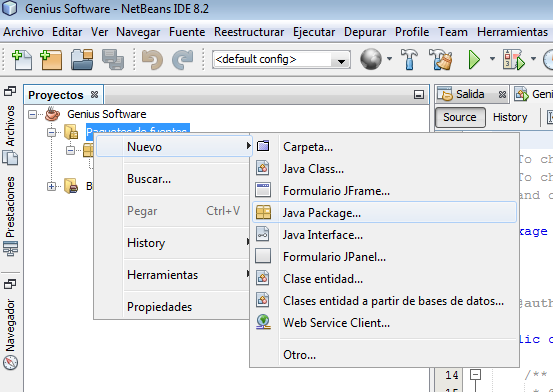 Genius Software - NetBeans IDE 8.2
Archivo Editar Ver Navegar Fuente Reestructurar Ejecutar Depurar Profile Team Herramientas
<default config>
Proyectos
Salida
Geniu
Genius Software
Source History
Paquetes de fuentes
Nuevo
Buscar...
Pegar Ctrl+V
History
Herramientas
Propiedades
Carpeta...
Java Class...
Formulario JFrame...
Java Package...
Java Interface...
Formulario JPanel...
Clase entidad...
Clases entidad a partir de bases de datos...
Web Service Client...
Otro...
B
Archivos
Prestaciones
Navegador
To ch
To ch
and o
kage
@auth
lic c
14 /**
15 *